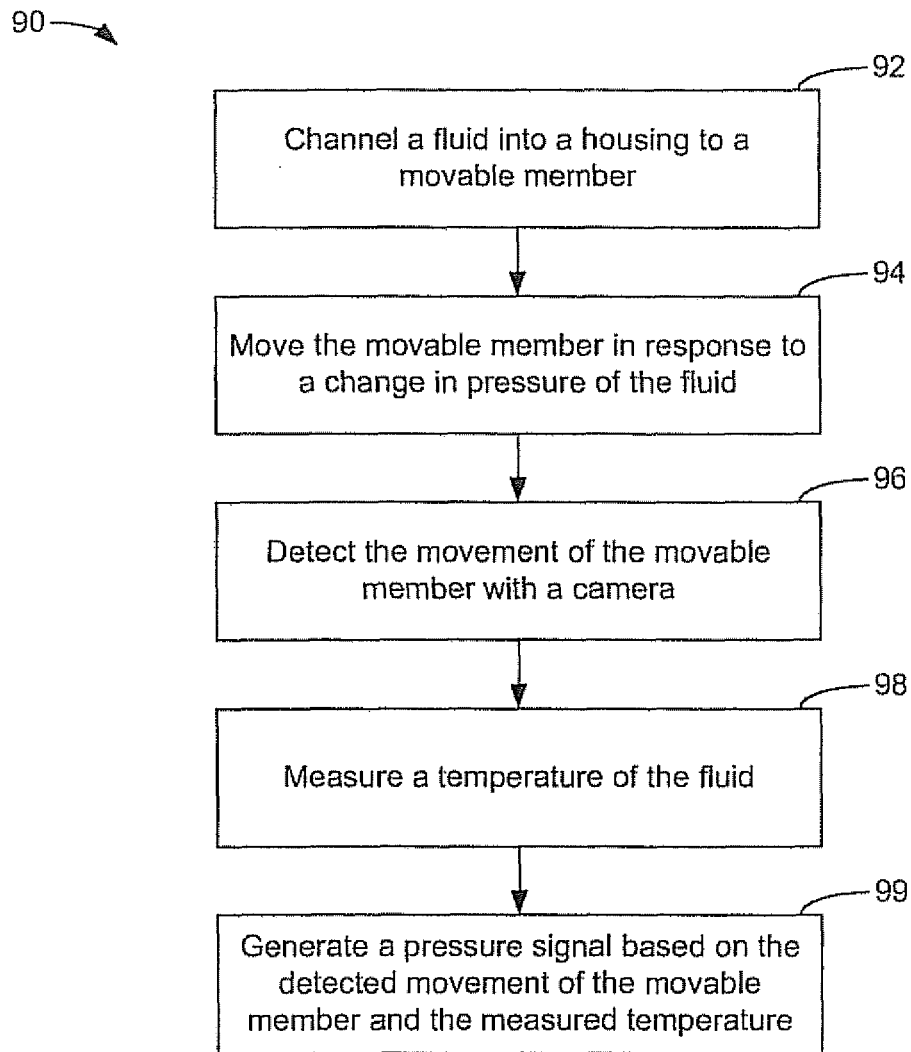 90
92
Channel a fluid into a housing to a
movable member
94
Move the movable member in response to
a change in pressure of the fluid
96
Detect the movement of the movable
member with a camera
98
Measure a temperature of the fluid
99
Generate a pressure signal based on the
detected movement of the movable
member and the measured temperature